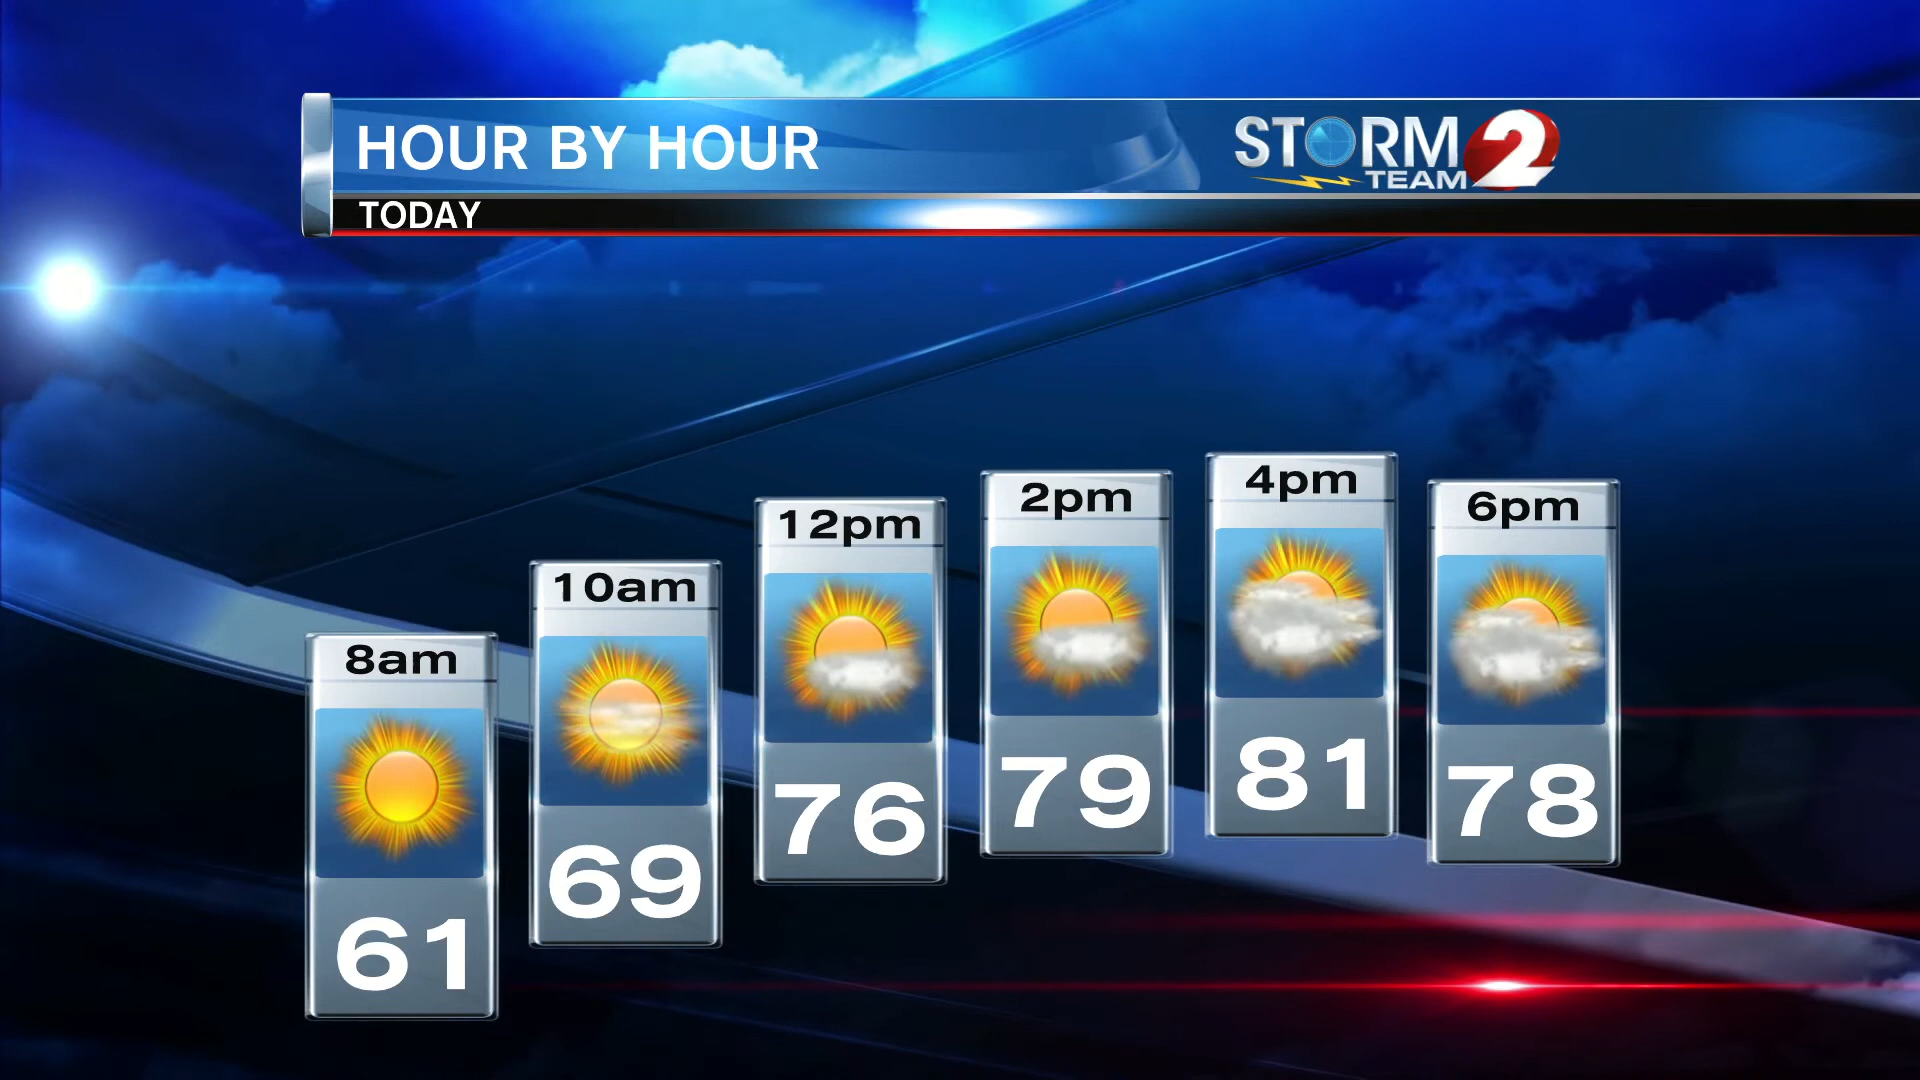 HOUR BY HOUR
STORM
TEAM
2
TODAY
8am
61
10am
69
12pm
76
2pm
79
4pm
81
6pm
78